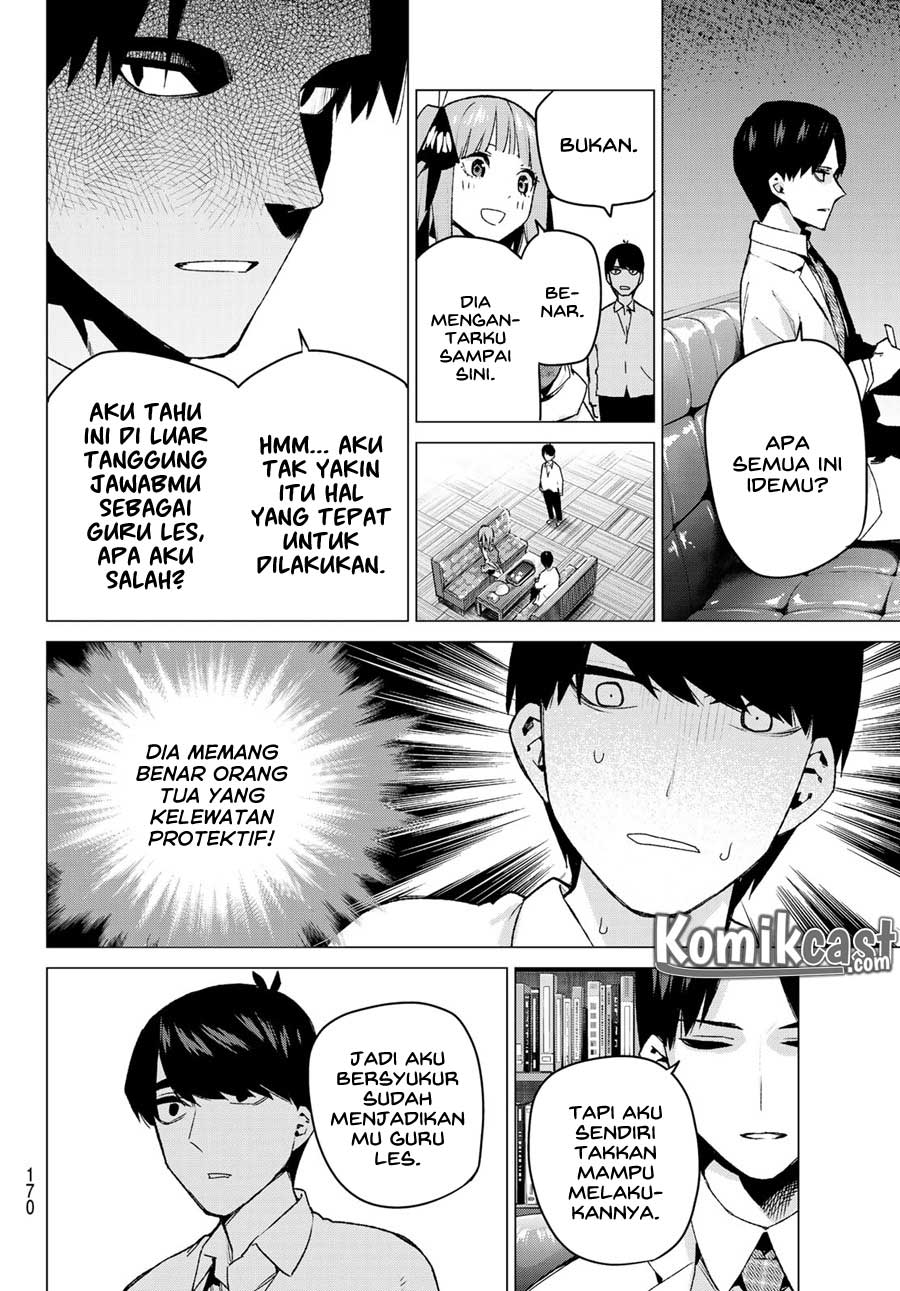 APA
SEMUA INI
IDEMU?
BUKAN.
BE-
NAR.
DIA
MENGAN-
TARKU
SAMPAI
SINI.
HMM... AKU
TAK YAKIN
ITU HAL
YANG TEPAT
UNTUK
DILAKUKAN.
AKU TAHU
INI DI LUAR
TANGGUNG
JAWABMU
SEBAGAI
GURU LES,
APA AKU
SALAH?
DIA MEMANG
BENAR ORANG
TUA YANG
KELEWATAN
PROTEKTIF!
Komikcast
.com
TAPI AKU
SENDIRI
TAKKAN
MAMPU
MELAKU-
KANNYA.
JADI AKU
BERSYUKUR
SUDAH
MENJADIKAN
MU GURU
LES.
170